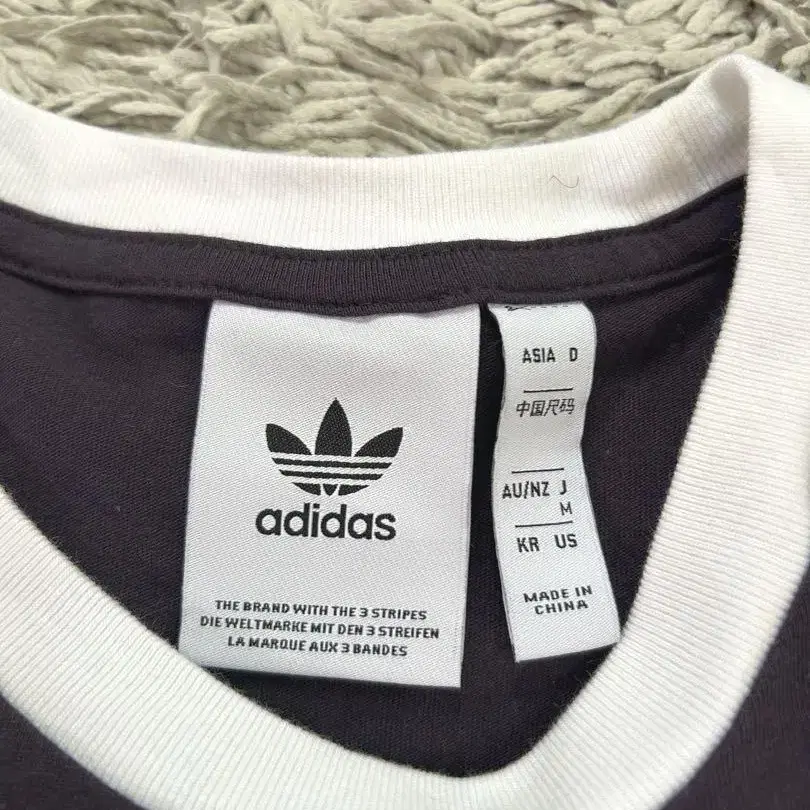 adidas
THE BRAND WITH THE 3 STRIPES
DIE WELTMARKE MIT DEN 3 STREIFEN
LA MARQUE AUX 3 BANDES
ASIA D
中国尺码
AU/NZ J
M
KR US
MADE IN
CHINA